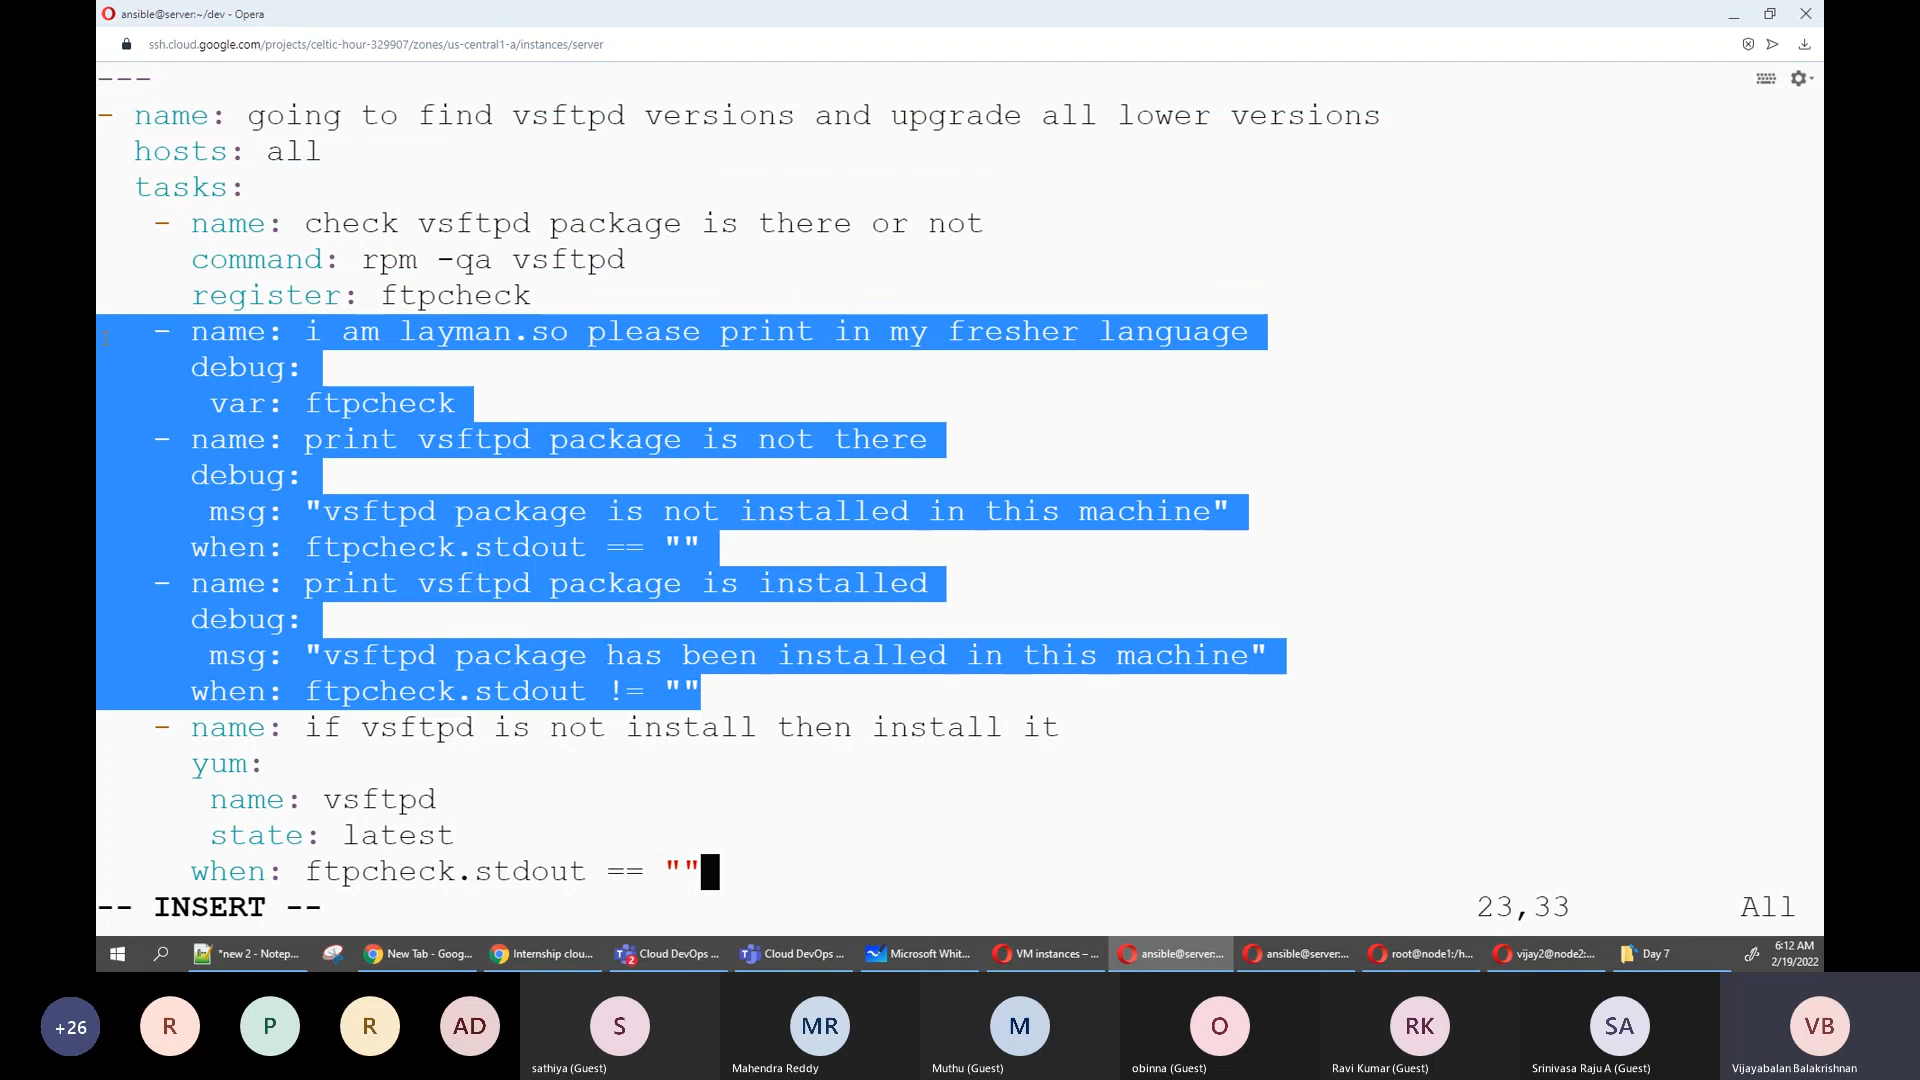 ansible@server:~/dev - Opera
ssh.cloud.google.com/projects/celtic-hour-329907/zones/us-central1-a/instances/server
---
- name: going to find vsftpd versions and upgrade all lower versions
  hosts: all
  tasks:
   - name: check vsftpd package is there or not
     command: rpm -qa vsftpd
     register: ftpcheck
   - name: i am layman.so please print in my fresher language
     debug:
      var: ftpcheck
   - name: print vsftpd package is not there
     debug:
      msg: "vsftpd package is not installed in this machine"
     when: ftpcheck.stdout == ""
   - name: print vsftpd package is installed
     debug:
      msg: "vsftpd package has been installed in this machine"
     when: ftpcheck.stdout != ""
   - name: if vsftpd is not install then install it
     yum:
      name: vsftpd
      state: latest
     when: ftpcheck.stdout == ""
-- INSERT -- 23,33 All
*new 2 - Notep... New Tab - Goog... Internship clou... 2 Cloud DevOps ... Cloud DevOps ... Microsoft Whit... VM instances – ... ansible@server:... ansible@server:... root@node1:/h... vijay2@node2:... Day 7 6:12 AM
2/19/2022
+26 R P R AD S MR M O RK SA VB
sathiya (Guest) Mahendra Reddy Muthu (Guest) obinna (Guest) Ravi Kumar (Guest) Srinivasa Raju A (Guest) Vijayabalan Balakrishnan